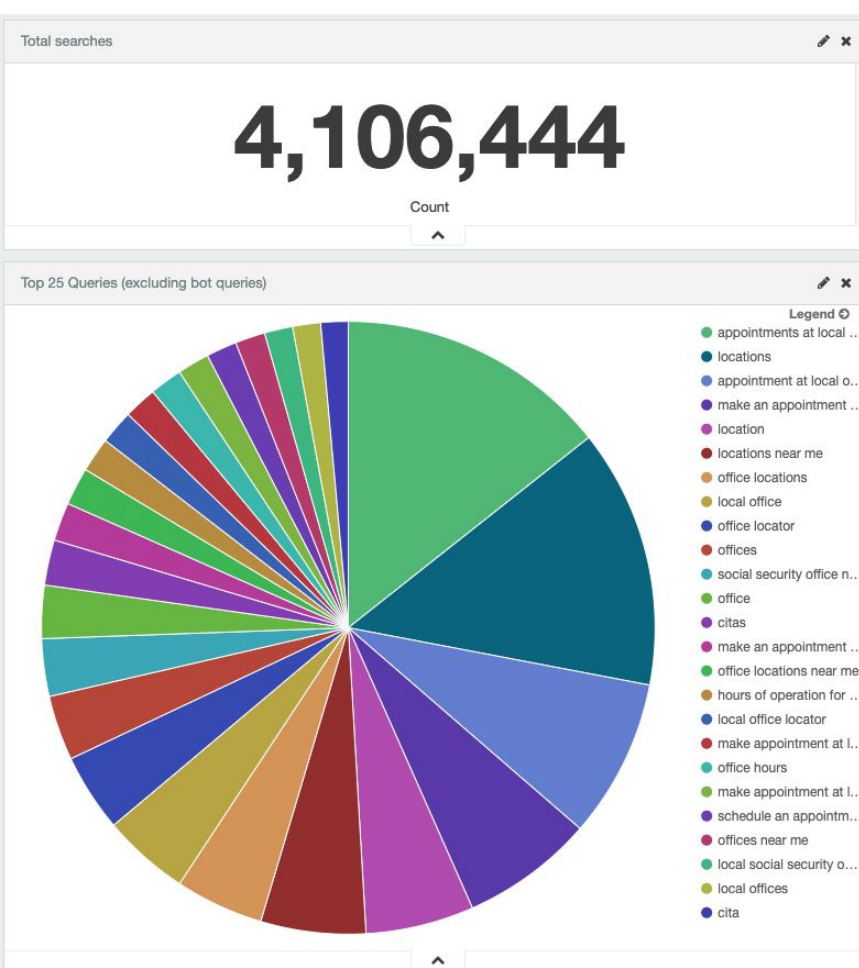 Total searches
4,106,444
Count
Top 25 Queries (excluding bot queries)
Legend
appointments at local ...
locations
appointment at local o...
make an appointment ...
location
locations near me
office locations
local office
office locator
offices
social security office n...
office
citas
make an appointment ...
office locations near me
hours of operation for ...
local office locator
make appointment at l...
office hours
make appointment at l...
schedule an appointm...
offices near me
local social security o...
local offices
cita